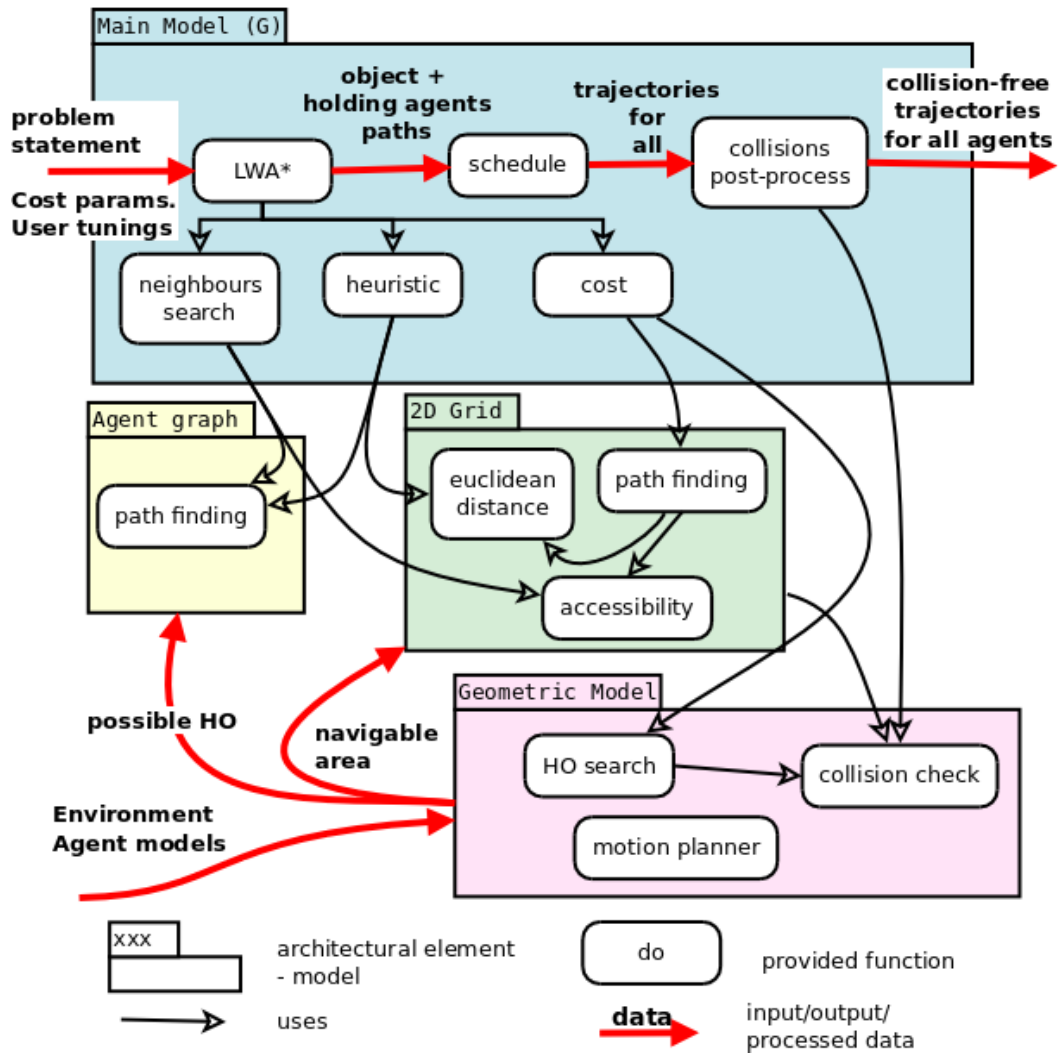 Main Model (G)
problem
statement
Cost params.
User tunings
LWA*
object +
holding agents
paths
schedule
trajectories
for
all
collisions
post-process
collision-free
trajectories
for all agents
neighbours
search
heuristic
cost
Agent graph
path finding
2D Grid
euclidean
distance
path finding
accessibility
possible HO
navigable
area
Geometric Model
HO search
collision check
motion planner
Environment
Agent models
xxx
architectural element
- model
do
provided function
uses
data
input/output/
processed data